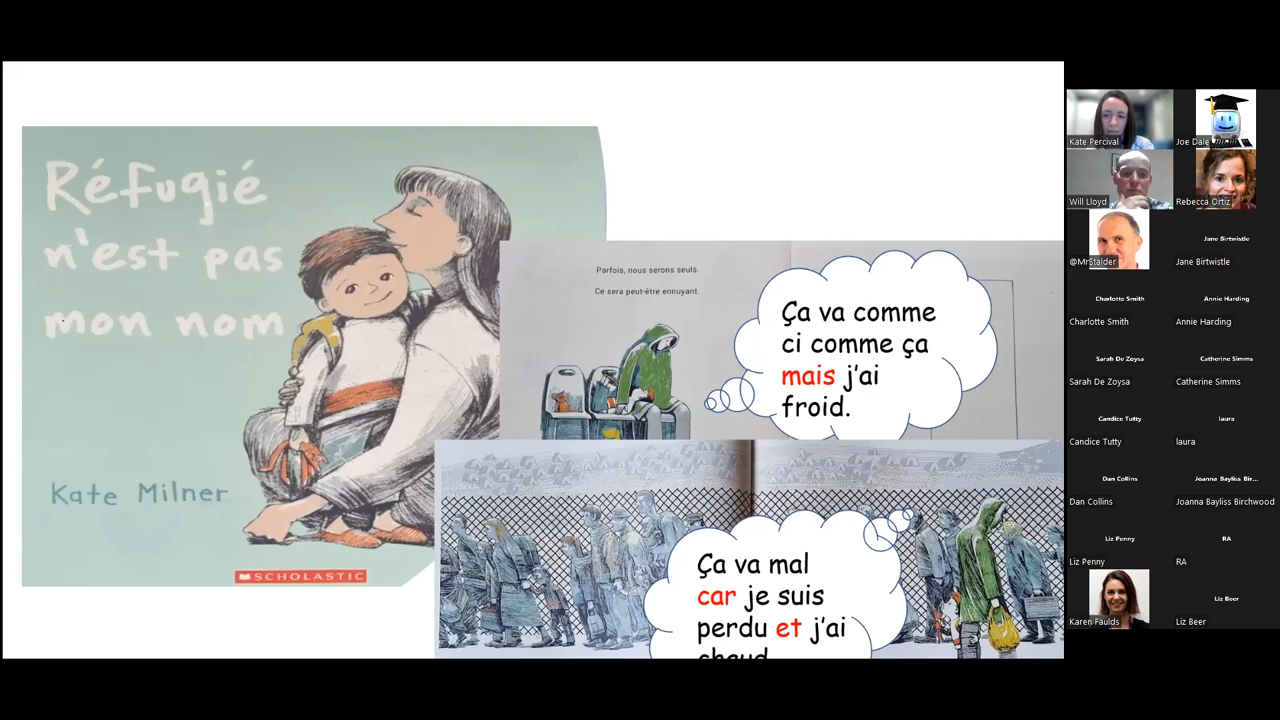 Réfugié
n'est pas
mon nom
Kate Milner
SCHOLASTIC
Parfois, nous serons seuls.
Ce sera peut-être ennuyant.
Ça va comme
ci comme ça
mais j'ai
froid.
Ça va mal
car je suis
perdu et j'ai
chaud
Kate Percival
Joe Dale
Will Lloyd
Rebecca Ortiz
@MrStalder
Jane Birtwistle
Jane Birtwistle
Charlotte Smith
Charlotte Smith
Annie Harding
Annie Harding
Sarah De Zoysa
Sarah De Zoysa
Catherine Simms
Catherine Simms
Candice Tutty
Candice Tutty
laura
laura
Dan Collins
Dan Collins
Joanna Bayliss Bir...
Joanna Bayliss Birchwood
Liz Penny
Liz Penny
RA
RA
Karen Faulds
Liz Beer
Liz Beer